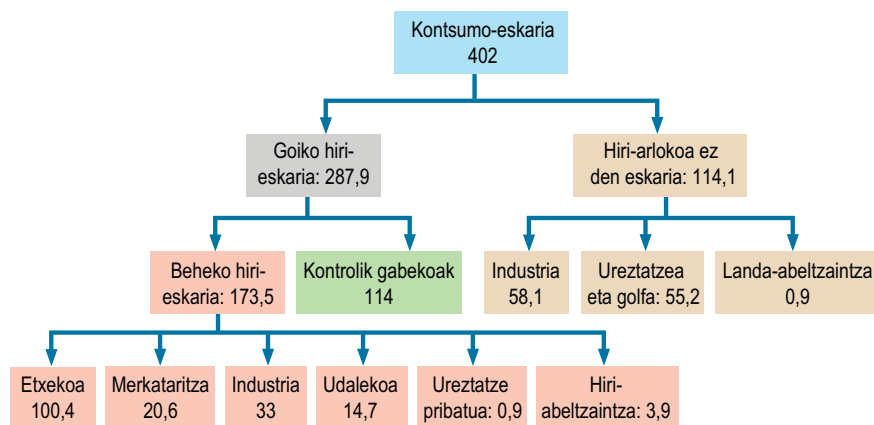 Kontsumo-eskaria
402
Goiko hiri-
eskaria: 287,9
Hiri-arlokoa ez
den eskaria: 114,1
Beheko hiri-
eskaria: 173,5
Kontrolik gabekoak
114
Industria
58,1
Ureztatzea
eta golfa: 55,2
Landa-abeltzaintza
0,9
Etxekoa
100,4
Merkataritza
20,6
Industria
33
Udalekoa
14,7
Ureztatze
pribatua: 0,9
Hiri-
abeltzaintza: 3,9